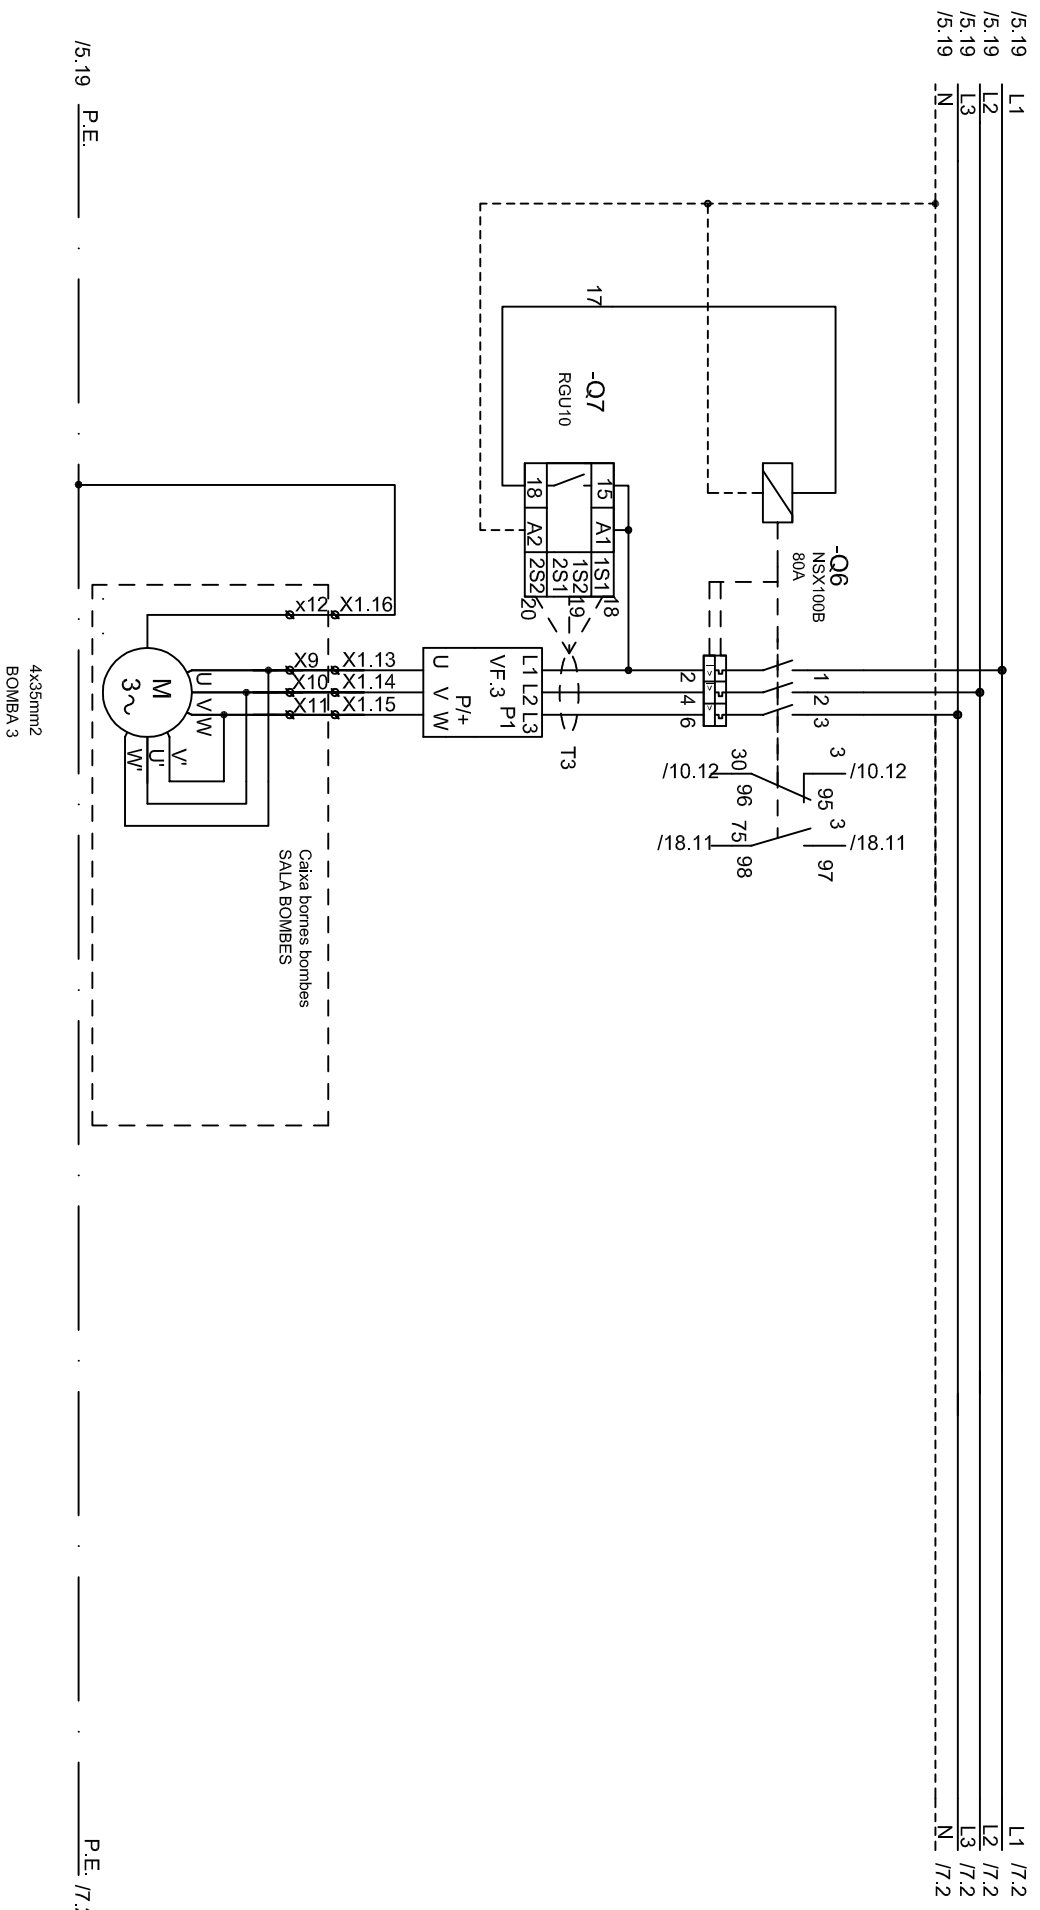 /5.19 L1
/5.19 L2
/5.19 L3
/5.19 N
L1 /7.2
L2 /7.2
L3 /7.2
N /7.2
-Q6
NSX100B
80A
1 2 3
3 /10.12
95
3 /18.11
97
/10.12 30 96
/18.11 75 98
2 4 6
17
-Q7
RGU10
15 A1 1S1 18
1S2 19
2S1
18 A2 2S2 20
T3
L1 L2 L3
VF.3 P1
P/+
U V W
X1.16
X1.13
X1.14
X1.15
x12
X9
X10
X11
U V W
M
3~
V'
U'
W'
Caixa bornes bombes
SALA BOMBES
/5.19 P.E.
P.E.
4x35mm2
BOMBA 3